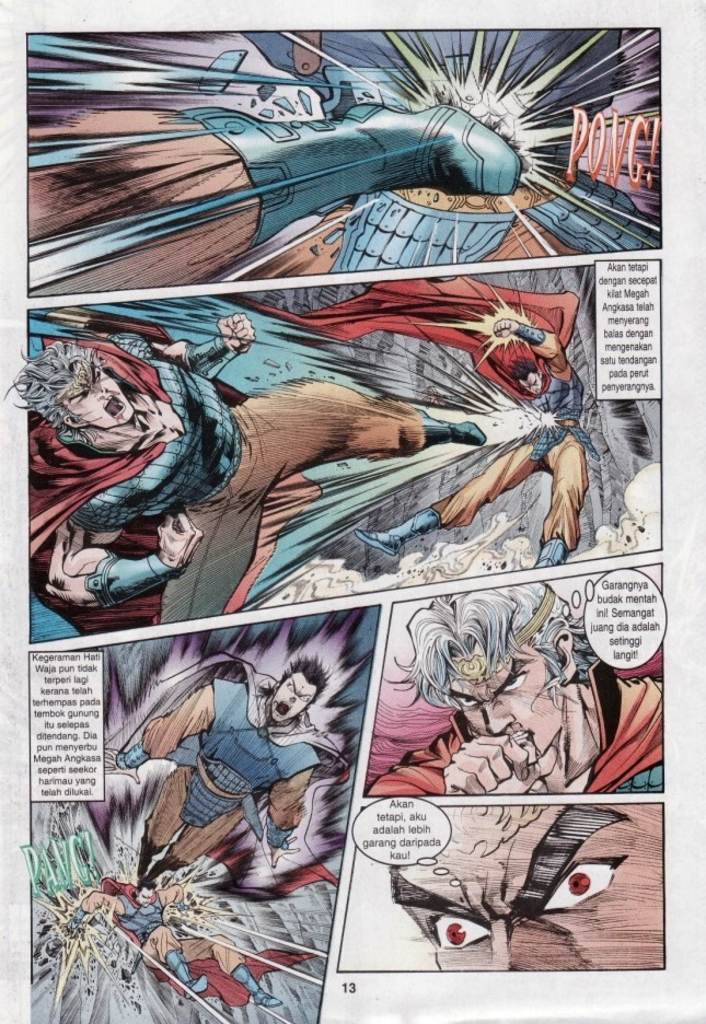 PONG!
Akan tetapi
dengan secepat
kilat Megah
Angkasa telah
menyerang
balas dengan
mengenakan
satu tendangan
pada perut
penyerangnya.
Garangnya
budak mentah
ini! Semangat
juang dia adalah
setinggi
langit!
Kegeraman Hati
Waja pun tidak
terperi lagi
kerana telah
terhempas pada
tembok gunung
itu selepas
ditendang. Dia
pun menyerbu
Megah Angkasa
seperti seekor
harimau yang
telah dilukai.
PANG!
Akan
tetapi, aku
adalah lebih
garang daripada
kau!
13